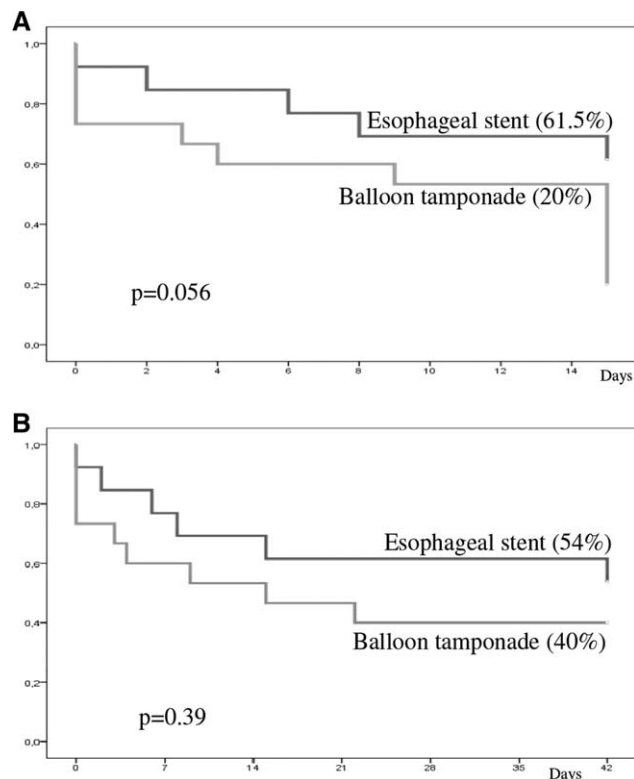 A
1,0
0,8
Esophageal stent (61.5%)
0,6
Balloon tamponade (20%)
0,4
0,2
p=0.056
0,0
0 2 4 6 8 10 12 14 Days
B
1,0
0,8
Esophageal stent (54%)
0,6
0,4
Balloon tamponade (40%)
0,2
p=0.39
0,0
0 7 14 21 28 35 42
Days